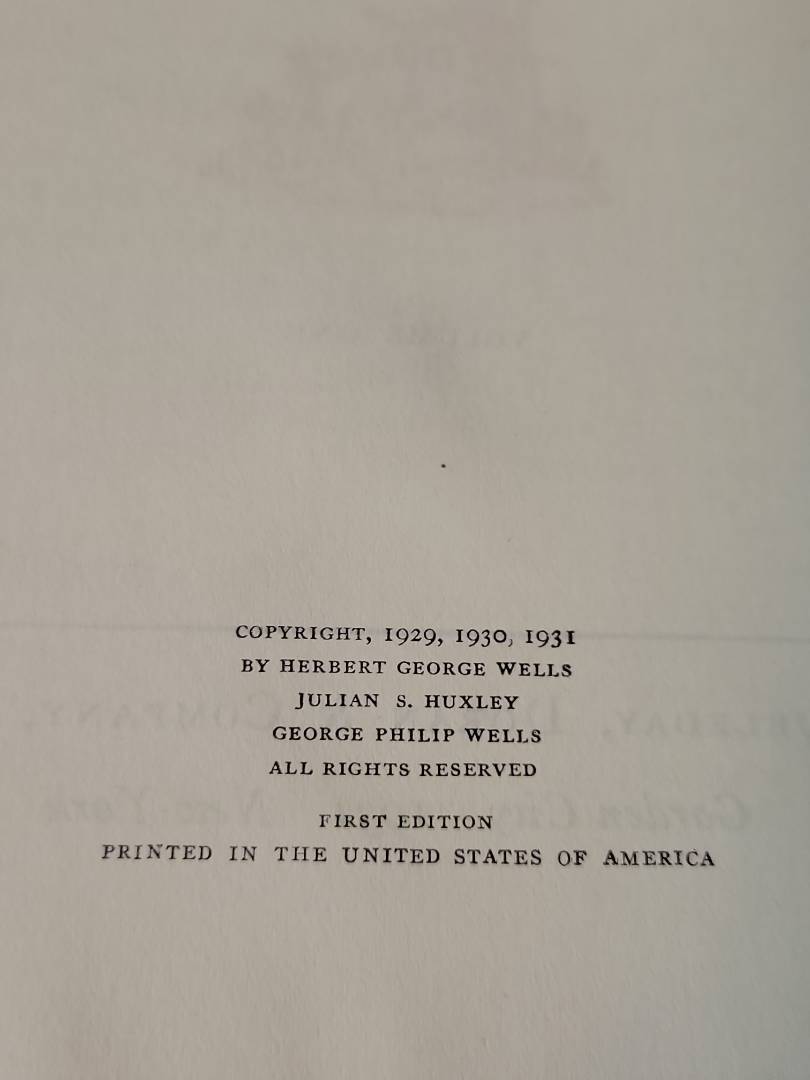 COPYRIGHT, 1929, 1930, 1931
BY HERBERT GEORGE WELLS
JULIAN S. HUXLEY
GEORGE PHILIP WELLS
ALL RIGHTS RESERVED
FIRST EDITION
PRINTED IN THE UNITED STATES OF AMERICA